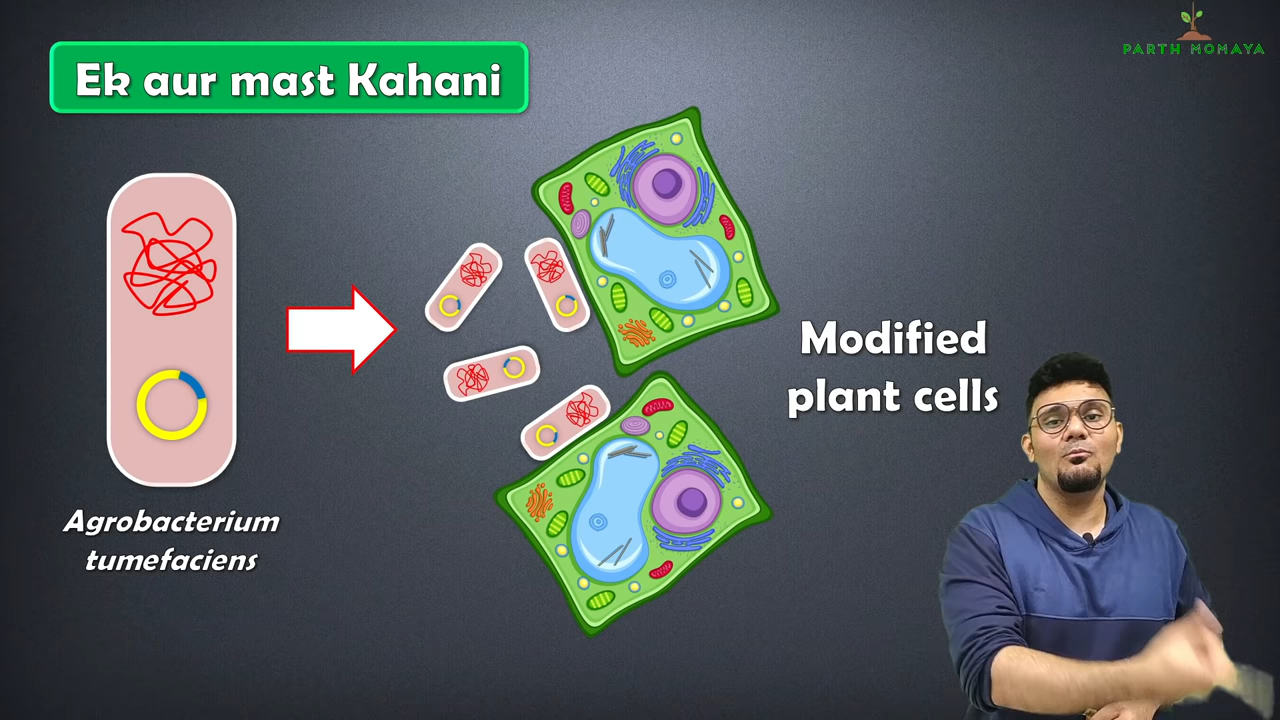 PARTH MOMAYA
Ek aur mast Kahani
Modified
plant cells
Agrobacterium
tumefaciens